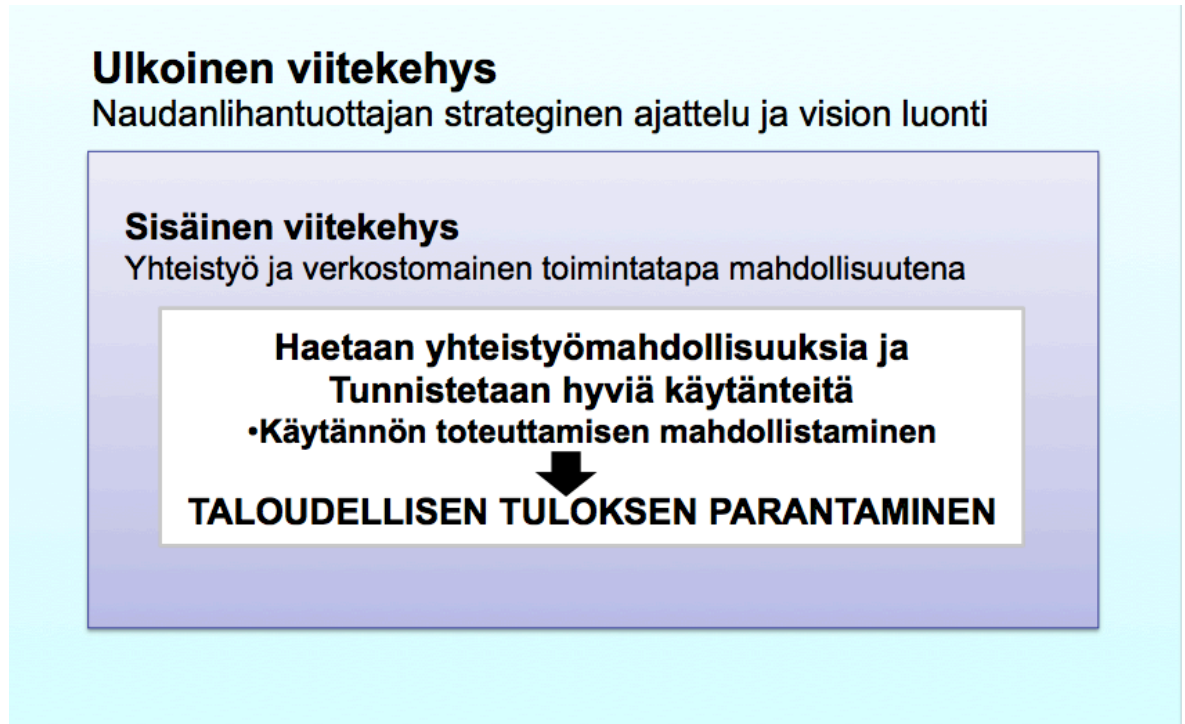 Ulkoinen viitekehys
Naudanlihantuottajan strateginen ajattelu ja vision luonti
Sisäinen viitekehys
Yhteistyö ja verkostomainen toimintatapa mahdollisuutena
Haetaan yhteistyömahdollisuuksia ja
Tunnistetaan hyviä käytänteitä
•Käytännön toteuttamisen mahdollistaminen
TALOUDELLISEN TULOKSEN PARANTAMINEN